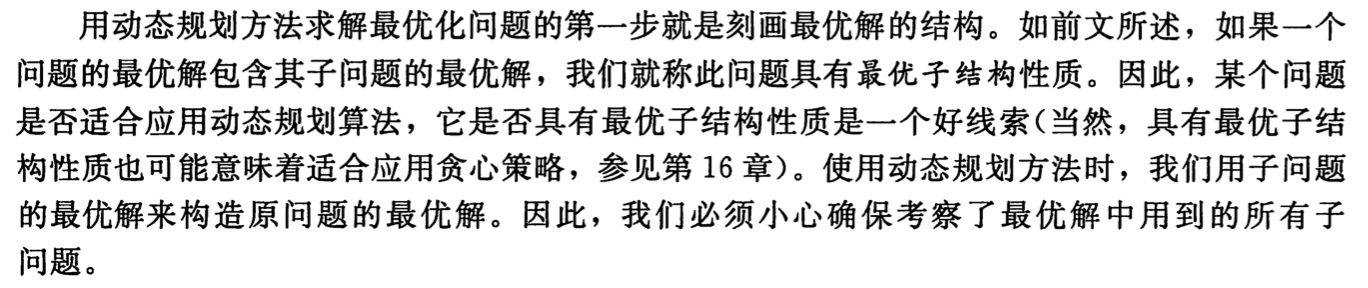 用动态规划方法求解最优化问题的第一步就是刻画最优解的结构。如前文所述，如果一个
问题的最优解包含其子问题的最优解，我们就称此问题具有最优子结构性质。因此，某个问题
是否适合应用动态规划算法，它是否具有最优子结构性质是一个好线索(当然，具有最优子结
构性质也可能意味着适合应用贪心策略，参见第 16 章)。使用动态规划方法时，我们用子问题
的最优解来构造原问题的最优解。因此，我们必须小心确保考察了最优解中用到的所有子
问题。